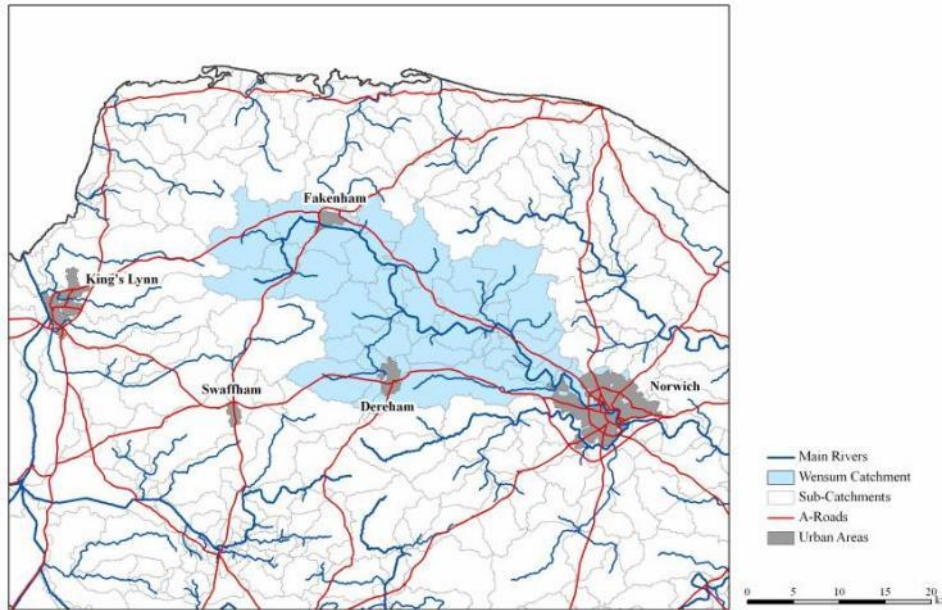 Fakenham
King's Lynn
Swaffham
Dereham
Norwich
Main Rivers
Wensum Catchment
Sub-Catchments
A-Roads
Urban Areas
0 5 10 20